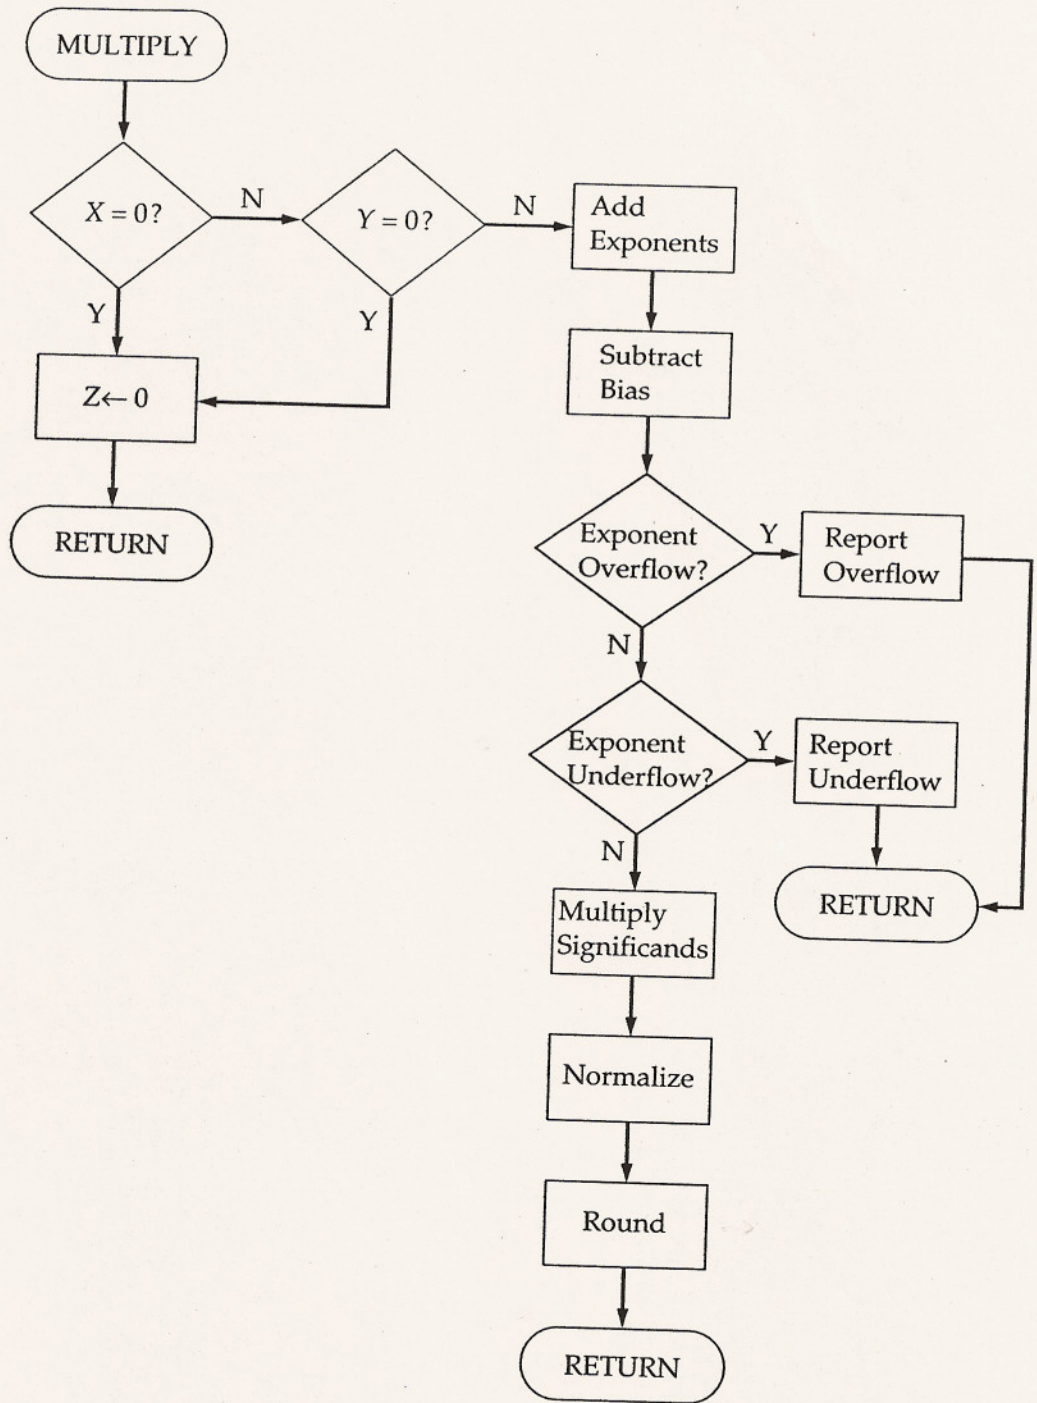 MULTIPLY
X = 0?
N
Y = 0?
N
Add
Exponents
Y
Y
Z← 0
RETURN
Subtract
Bias
Exponent
Overflow?
Y
Report
Overflow
N
Exponent
Underflow?
Y
Report
Underflow
N
RETURN
Multiply
Significands
Normalize
Round
RETURN